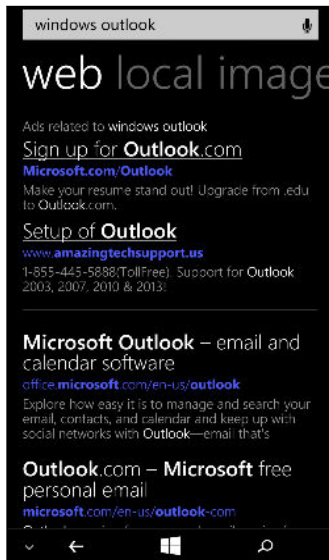 windows outlook
web local image
Ads related to windows outlook
Sign up for Outlook.com
Microsoft.com/Outlook
Make your resume stand out! Upgrade from .edu
to Outlook.com.
Setup of Outlook
www.amazingtechsupport.us
1-855-445-5888(TollFree). Support for Outlook
2003, 2007, 2010 & 2013!
Microsoft Outlook – email and
calendar software
office.microsoft.com/en-us/outlook
Explore how easy it is to manage and search your
email, contacts, and calendar and keep up with
social networks with Outlook—email that's
Outlook.com – Microsoft free
personal email
microsoft.com/en-us/outlook-com